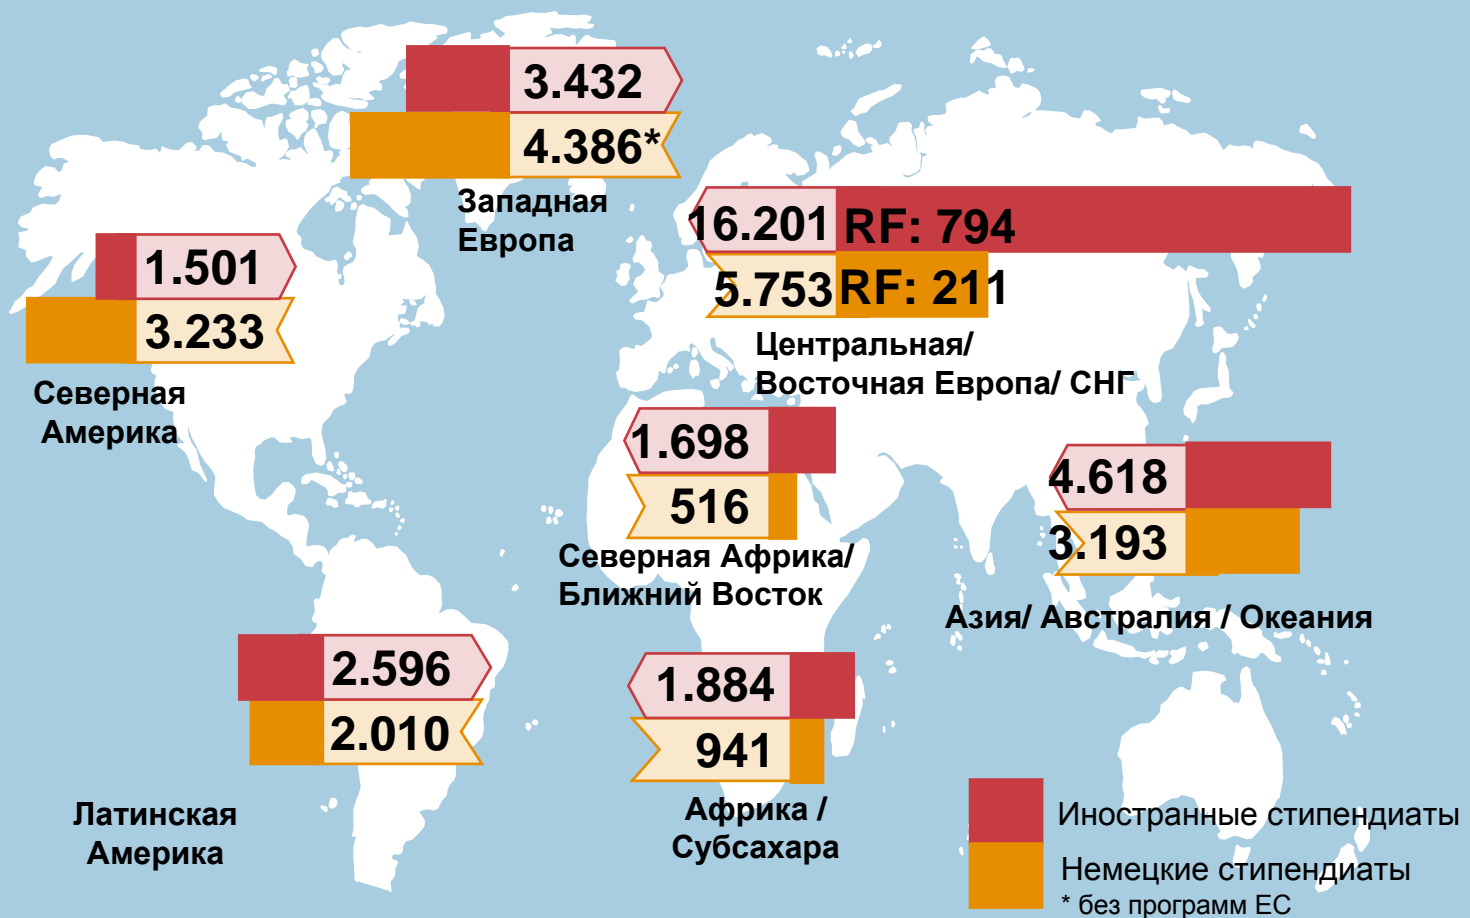 3.432
4.386*
Западная
Европа
16.201 RF: 794
5.753 RF: 211
Центральная/
Восточная Европа/ СНГ
1.501
3.233
Северная
Америка
1.698
516
Северная Африка/
Ближний Восток
4.618
3.193
Азия/ Австралия / Океания
2.596
2.010
Латинская
Америка
1.884
941
Африка /
Субсахара
Иностранные стипендиаты
Немецкие стипендиаты
* без программ ЕС